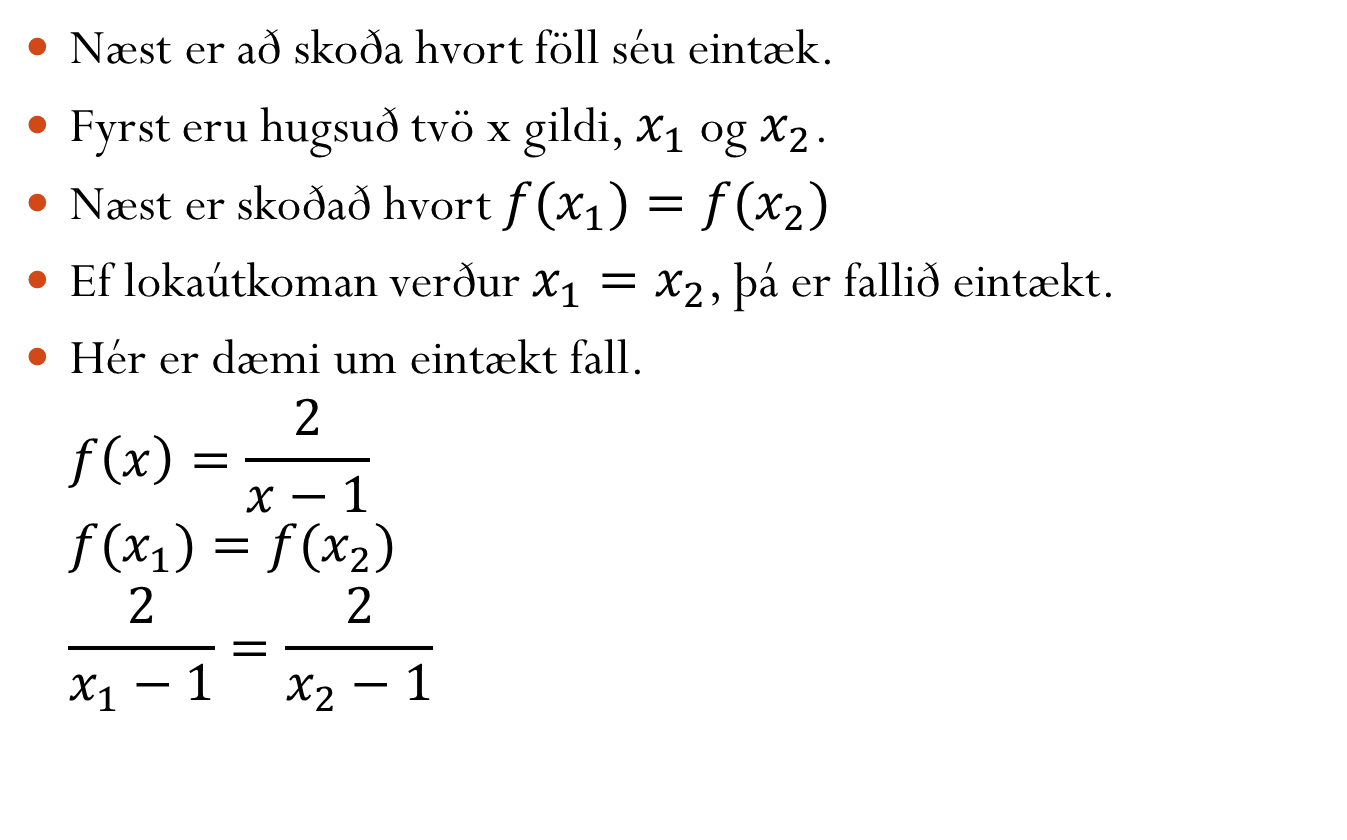 • Næst er að skoða hvort föll séu eintæk.
• Fyrst eru hugsuð tvö x gildi, x₁ og x₂.
• Næst er skoðað hvort f(x₁) = f(x₂)
• Ef lokaútkoman verður x₁ = x₂, þá er fallið eintækt.
• Hér er dæmi um eintækt fall.
f(x) = 2/(x − 1)
f(x₁) = f(x₂)
2/(x₁ − 1) = 2/(x₂ − 1)